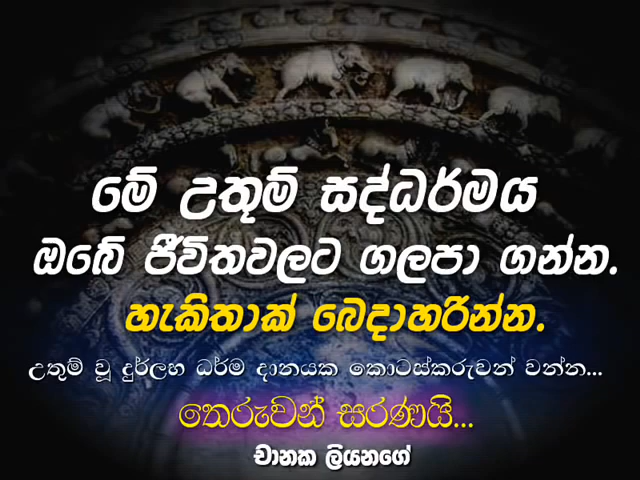 මේ උතුම් සද්ධර්මය
ඔබේ ජීවිතවලට ගලපා ගන්න.
හැකිතාක් බෙදාහරින්න.
උතුම් වූ දුර්ලභ ධර්ම දානයක කොටස්කරුවන් වන්න...
තෙරුවන් සරණයි...
චානක ලියනගේ